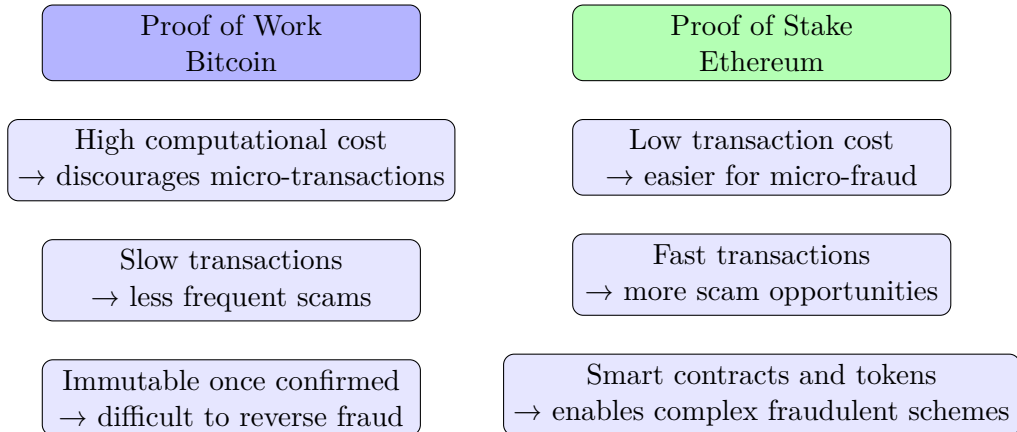 Proof of Work
Bitcoin
High computational cost
→ discourages micro-transactions
Slow transactions
→ less frequent scams
Immutable once confirmed
→ difficult to reverse fraud
Proof of Stake
Ethereum
Low transaction cost
→ easier for micro-fraud
Fast transactions
→ more scam opportunities
Smart contracts and tokens
→ enables complex fraudulent schemes